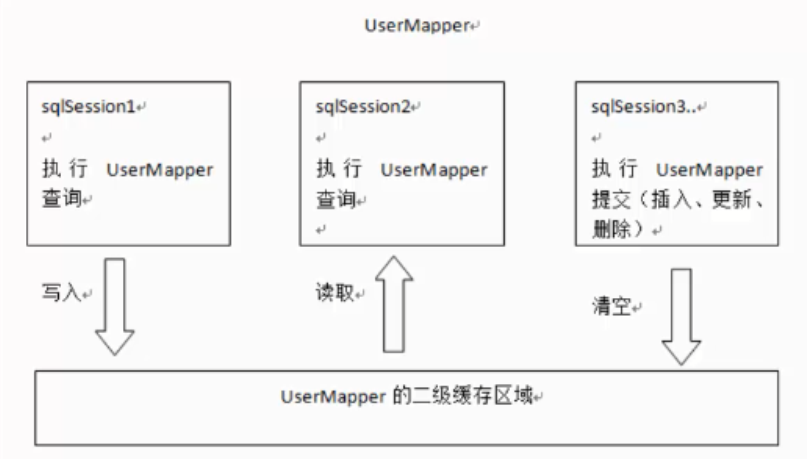 UserMapper↵
sqlSession1↵
↵
执行 UserMapper
查询↵
sqlSession2↵
↵
执行 UserMapper
查询↵
↵
sqlSession3..↵
↵
执行 UserMapper
提交（插入、更新、
删除）↵
写入↵
读取↵
清空↵
UserMapper 的二级缓存区域↵